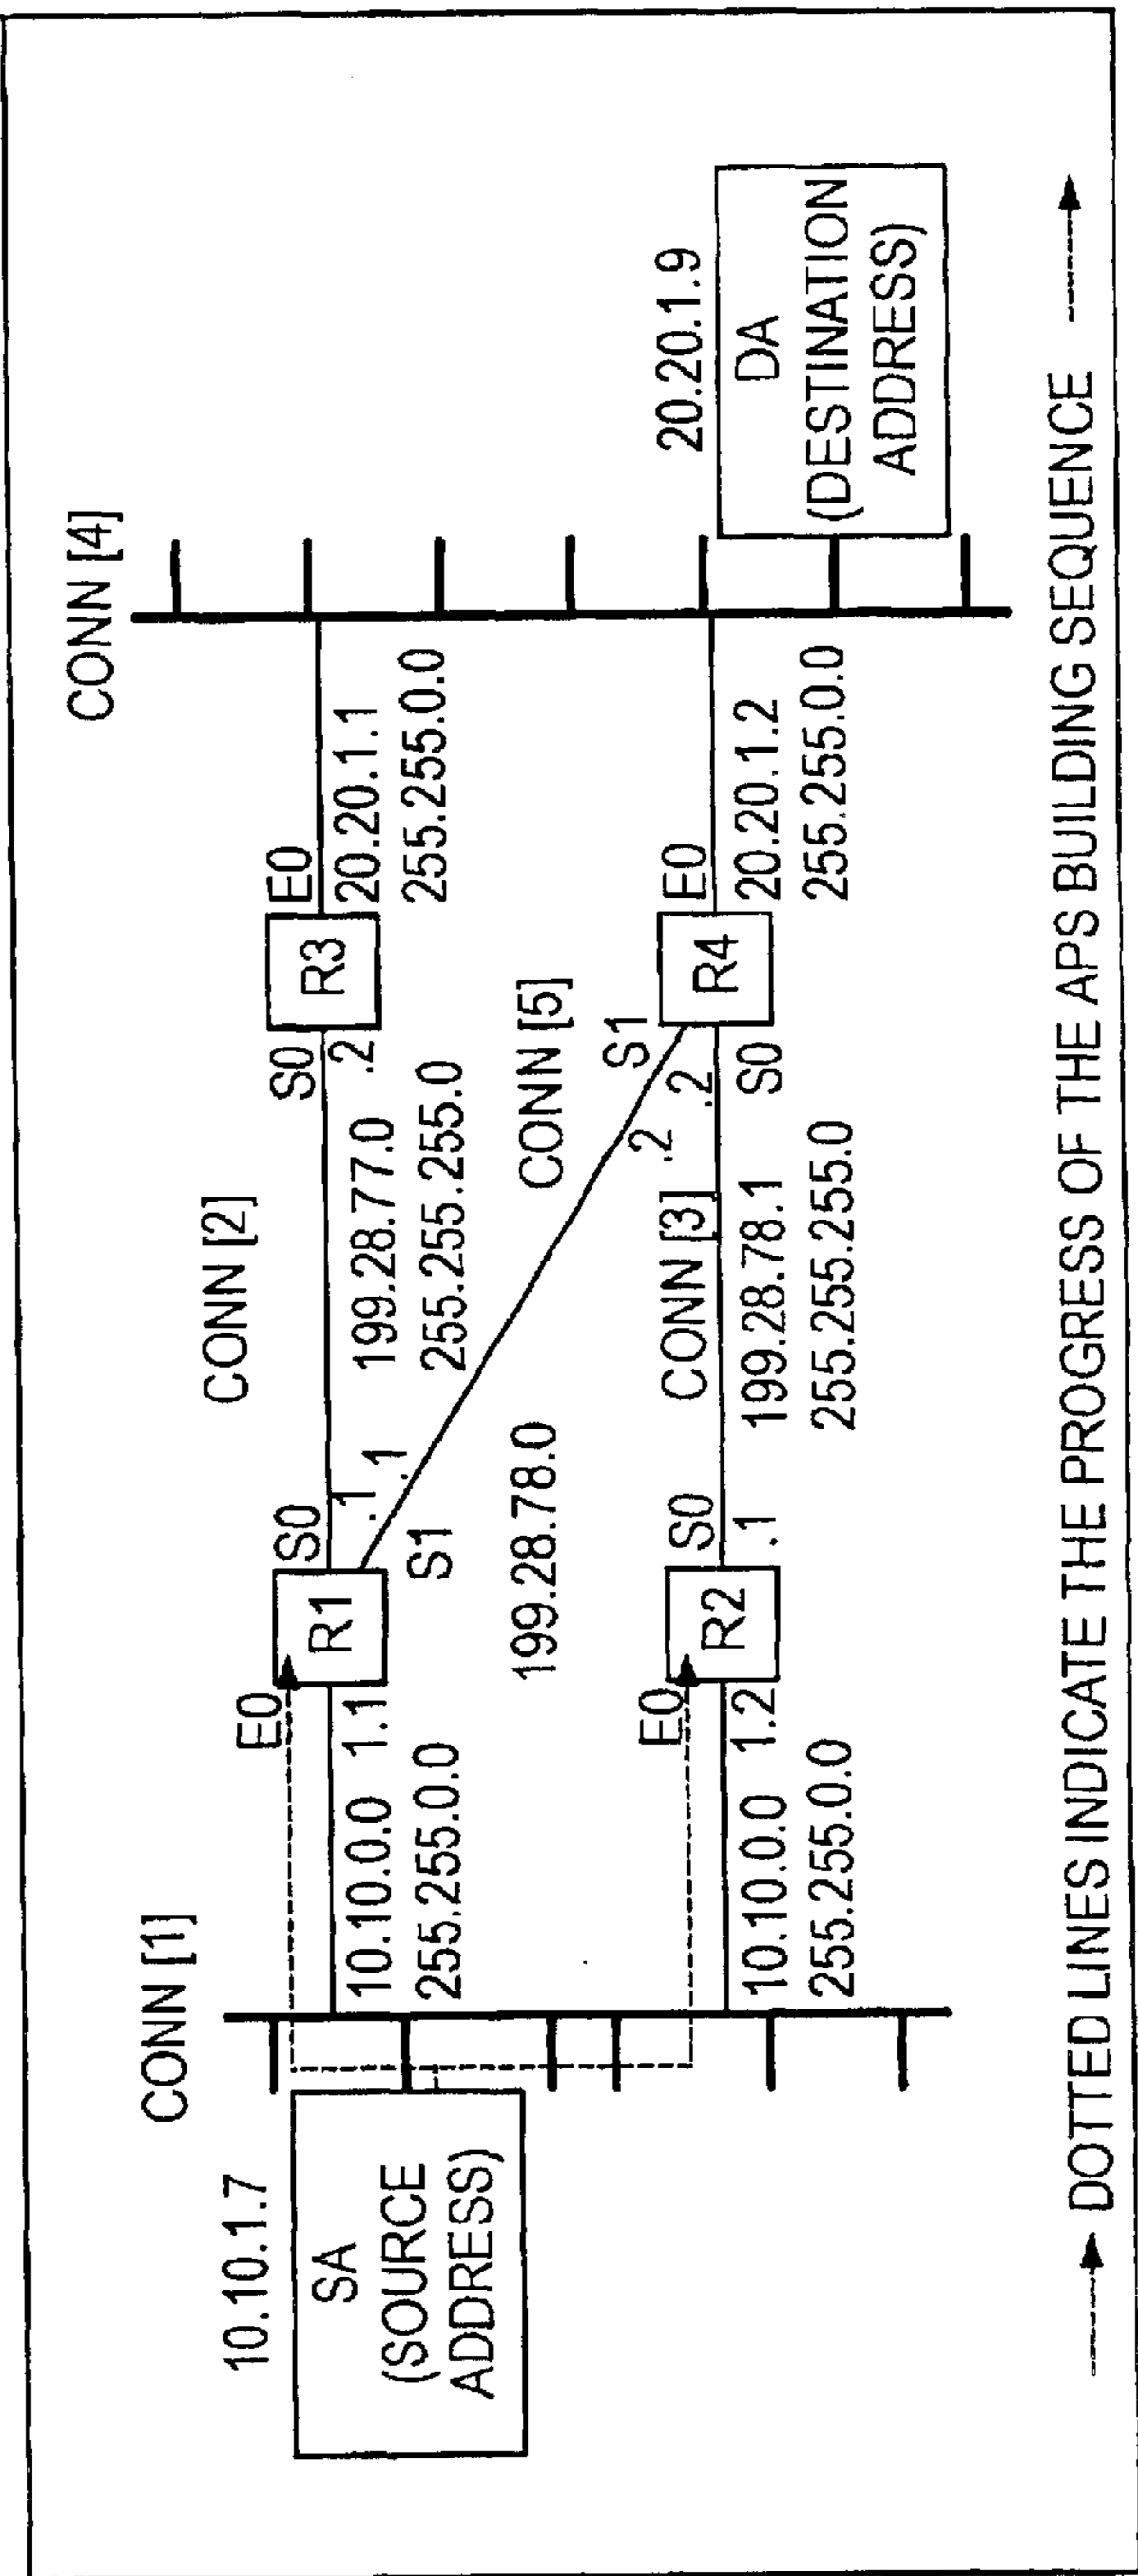 CONN [1]
CONN [2]
CONN [4]
10.10.1.7
SA
(SOURCE
ADDRESS)
E0
R1
S0
S1
10.10.0.0
1.1
255.255.0.0
.1
.1
199.28.77.0
255.255.255.0
S0
.2
R3
E0
20.20.1.1
255.255.0.0
199.28.78.0
CONN [5]
E0
R2
S0
10.10.0.0
1.2
255.255.0.0
.1
CONN [3]
199.28.78.1
255.255.255.0
.2
.2
S1
S0
R4
E0
20.20.1.2
255.255.0.0
20.20.1.9
DA
(DESTINATION
ADDRESS)
DOTTED LINES INDICATE THE PROGRESS OF THE APS BUILDING SEQUENCE